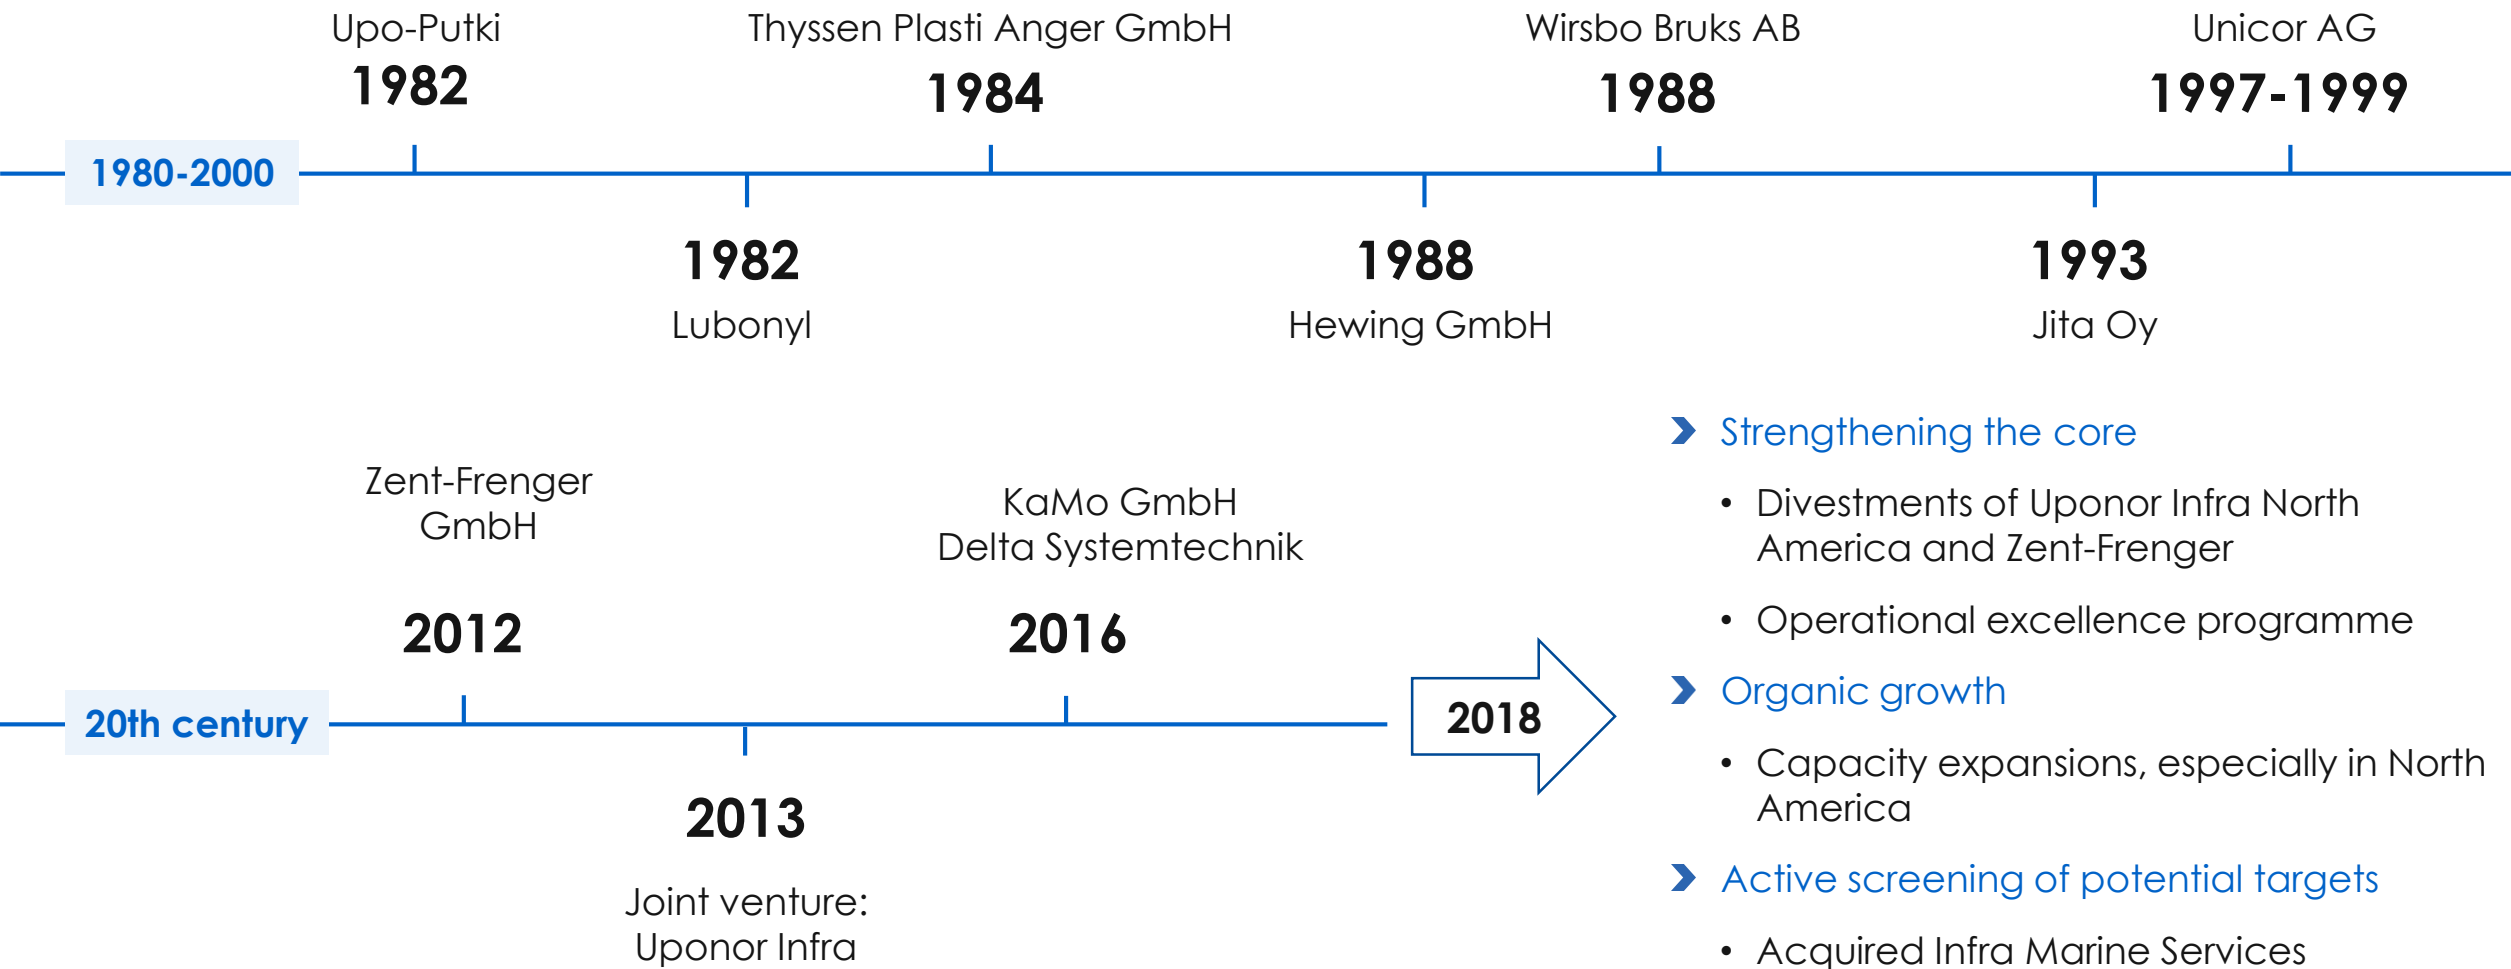 Upo-Putki
1982
Thyssen Plasti Anger GmbH
1984
Wirsbo Bruks AB
1988
Unicor AG
1997-1999
1980-2000
1982
Lubonyl
1988
Hewing GmbH
1993
Jita Oy
Zent-Frenger
GmbH
2012
KaMo GmbH
Delta Systemtechnik
2016
20th century
2013
Joint venture:
Uponor Infra
2018
Strengthening the core
• Divestments of Uponor Infra North
America and Zent-Frenger
• Operational excellence programme
Organic growth
• Capacity expansions, especially in North
America
Active screening of potential targets
• Acquired Infra Marine Services